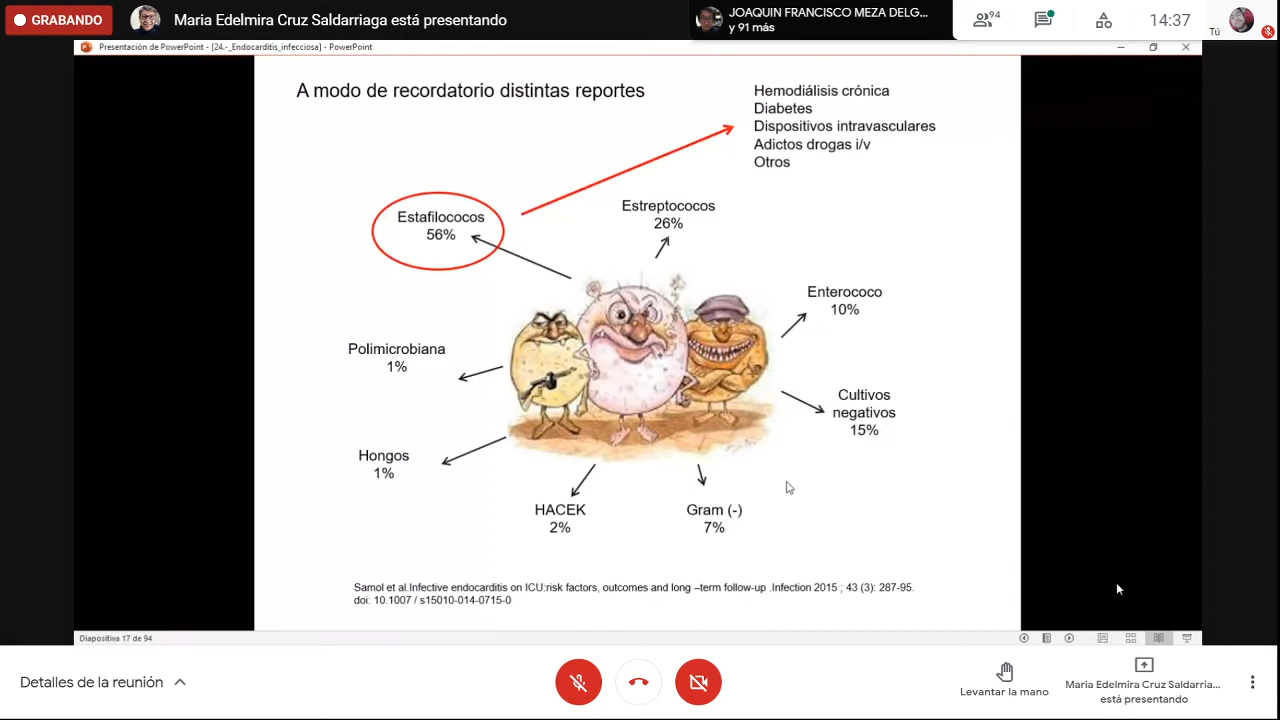 GRABANDO
Maria Edelmira Cruz Saldarriaga está presentando
JOAQUIN FRANCISCO MEZA DELG...
y 91 más
94
14:37
Tú
Presentación de PowerPoint - [24.-_Endocarditis_infecciosa] - PowerPoint
A modo de recordatorio distintas reportes
Hemodiálisis crónica
Diabetes
Dispositivos intravasculares
Adictos drogas i/v
Otros
Estafilococos
56%
Estreptococos
26%
Enterococo
10%
Polimicrobiana
1%
Cultivos
negativos
15%
Hongos
1%
HACEK
2%
Gram (-)
7%
Samol et al.Infective endocarditis on ICU:risk factors, outcomes and long –term follow-up .Infection 2015 ; 43 (3): 287-95.
doi: 10.1007 / s15010-014-0715-0
Diapositiva 17 de 94
Detalles de la reunión
Levantar la mano
Maria Edelmira Cruz Saldarria...
está presentando